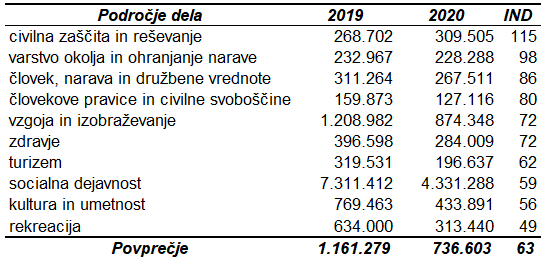 Področje dela 2019 2020 IND
civilna zaščita in reševanje 268.702 309.505 115
varstvo okolja in ohranjanje narave 232.967 228.288 98
človek, narava in družbene vrednote 311.264 267.511 86
človekove pravice in civilne svoboščine 159.873 127.116 80
vzgoja in izobraževanje 1.208.982 874.348 72
zdravje 396.598 284.009 72
turizem 319.531 196.637 62
socialna dejavnost 7.311.412 4.331.288 59
kultura in umetnost 769.463 433.891 56
rekreacija 634.000 313.440 49
Povprečje 1.161.279 736.603 63